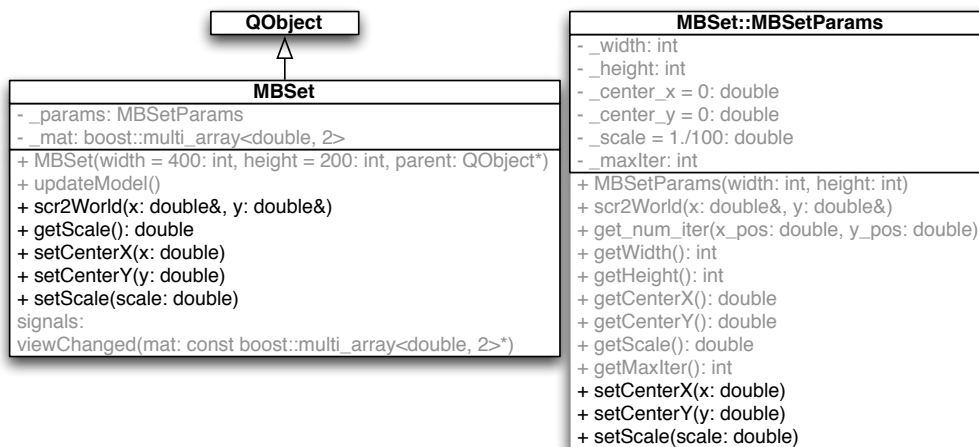 QObject
MBSet
- _params: MBSetParams
- _mat: boost::multi_array<double, 2>
+ MBSet(width = 400: int, height = 200: int, parent: QObject*)
+ updateModel()
+ scr2World(x: double&, y: double&)
+ getScale(): double
+ setCenterX(x: double)
+ setCenterY(y: double)
+ setScale(scale: double)
signals:
viewChanged(mat: const boost::multi_array<double, 2>*)
MBSet::MBSetParams
- _width: int
- _height: int
- _center_x = 0: double
- _center_y = 0: double
- _scale = 1./100: double
- _maxIter: int
+ MBSetParams(width: int, height: int)
+ scr2World(x: double&, y: double&)
+ get_num_iter(x_pos: double, y_pos: double)
+ getWidth(): int
+ getHeight(): int
+ getCenterX(): double
+ getCenterY(): double
+ getScale(): double
+ getMaxIter(): int
+ setCenterX(x: double)
+ setCenterY(y: double)
+ setScale(scale: double)